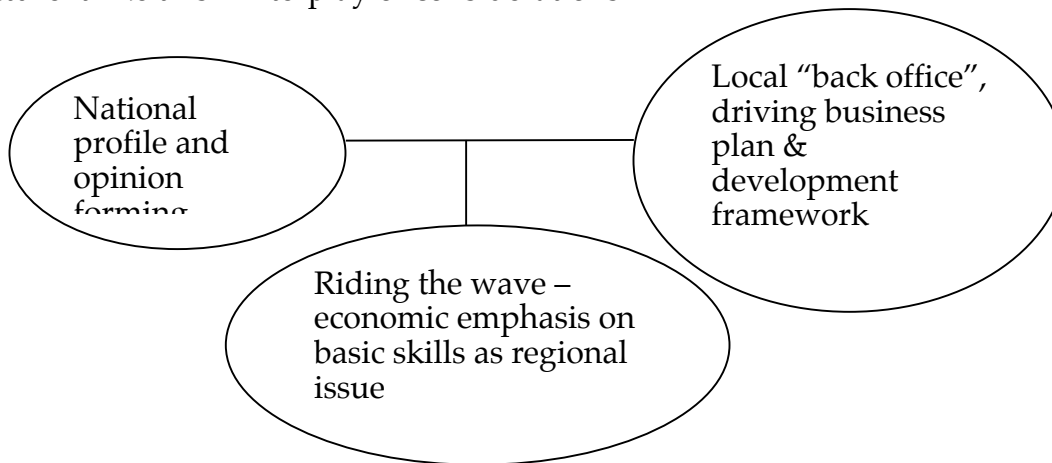 National
profile and
opinion
forming
Local “back office”,
driving business
plan &
development
framework
Riding the wave –
economic emphasis on
basic skills as regional
issue